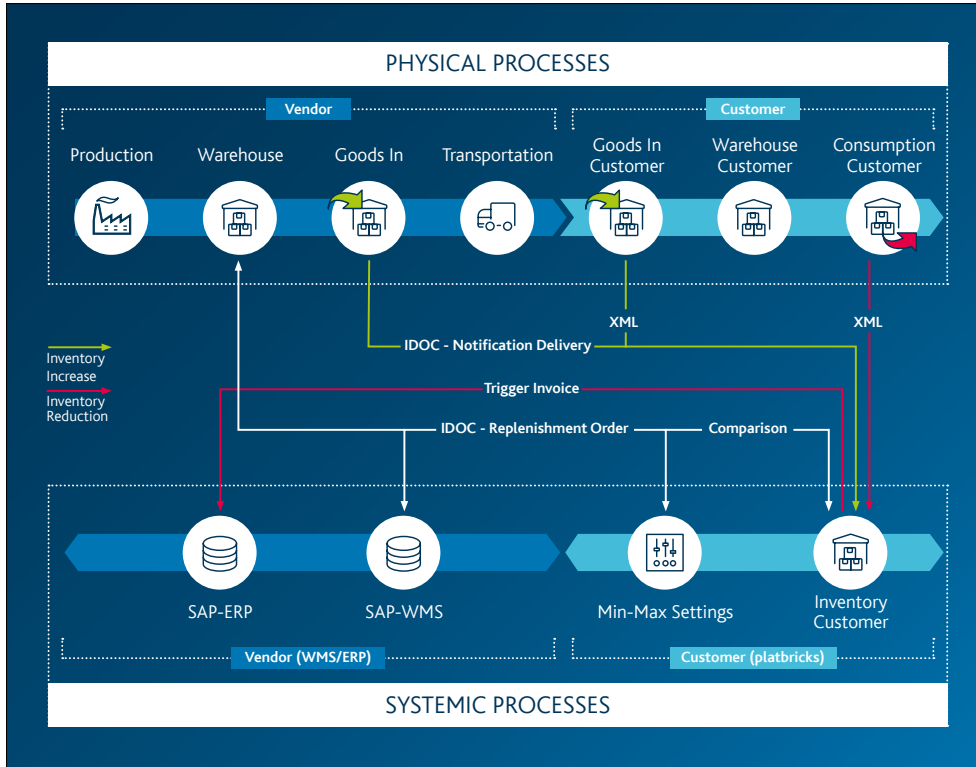 PHYSICAL PROCESSES
Vendor
Customer
Production
Warehouse
Goods In
Transportation
Goods In
Customer
Warehouse
Customer
Consumption
Customer
XML
XML
IDOC - Notification Delivery
Inventory
Increase
Trigger Invoice
Inventory
Reduction
IDOC - Replenishment Order
Comparison
SAP-ERP
SAP-WMS
Min-Max Settings
Inventory
Customer
Vendor (WMS/ERP)
Customer (platbricks)
SYSTEMIC PROCESSES